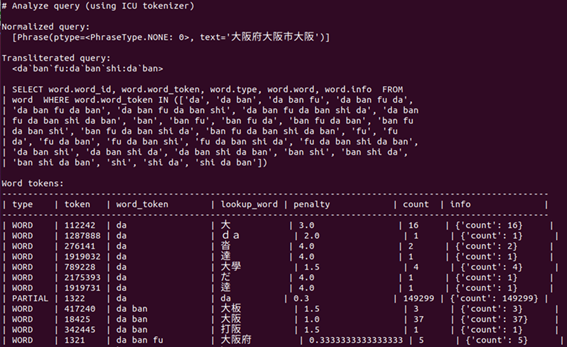 # Analyze query (using ICU tokenizer)
Normalized query:
[Phrase(ptype=<PhraseType.NONE: 0>, text='大阪府大阪市大阪')]
Transliterated query:
<da`ban`fu:da`ban`shi:da`ban>
| SELECT word.word_id, word.word_token, word.type, word.word, word.info  FROM
| word  WHERE word.word_token IN (['da', 'da ban', 'da ban fu', 'da ban fu da',
| 'da ban fu da ban', 'da ban fu da ban shi', 'da ban fu da ban shi da', 'da ban
| fu da ban shi da ban', 'ban', 'ban fu', 'ban fu da', 'ban fu da ban', 'ban fu
| da ban shi', 'ban fu da ban shi da', 'ban fu da ban shi da ban', 'fu', 'fu
| da', 'fu da ban', 'fu da ban shi', 'fu da ban shi da', 'fu da ban shi da ban',
| 'da ban shi', 'da ban shi da', 'da ban shi da ban', 'ban shi', 'ban shi da',
| 'ban shi da ban', 'shi', 'shi da', 'shi da ban'])
Word tokens:
| type | token | word_token | lookup_word | penalty | count | info |
| WORD | 112242 | da | 大 | 3.0 | 16 | {'count': 16} |
| WORD | 1287888 | da | ｄａ | 2.0 | 1 | {'count': 1} |
| WORD | 276141 | da | 沓 | 4.0 | 2 | {'count': 2} |
| WORD | 1919032 | da | 達 | 4.0 | 1 | {'count': 1} |
| WORD | 789228 | da | 大學 | 1.5 | 4 | {'count': 4} |
| WORD | 2175393 | da | だ | 4.0 | 1 | {'count': 1} |
| WORD | 1919731 | da | 逹 | 4.0 | 1 | {'count': 1} |
| PARTIAL | 1322 | da | da | 0.3 | 149299 | {'count': 149299} |
| WORD | 417240 | da ban | 大板 | 1.5 | 3 | {'count': 3} |
| WORD | 18425 | da ban | 大阪 | 1.0 | 37 | {'count': 37} |
| WORD | 342445 | da ban | 打阪 | 1.5 | 1 | {'count': 1} |
| WORD | 1321 | da ban fu | 大阪府 | 0.3333333333333333 | 5 | {'count': 5} |